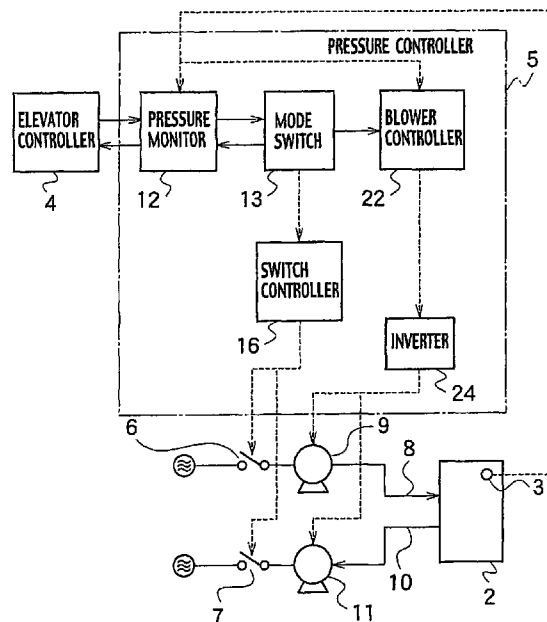 PRESSURE CONTROLLER
5
ELEVATOR
CONTROLLER
4
PRESSURE
MONITOR
12
MODE
SWITCH
13
BLOWER
CONTROLLER
22
SWITCH
CONTROLLER
16
INVERTER
24
6
9
8
3
7
11
10
2